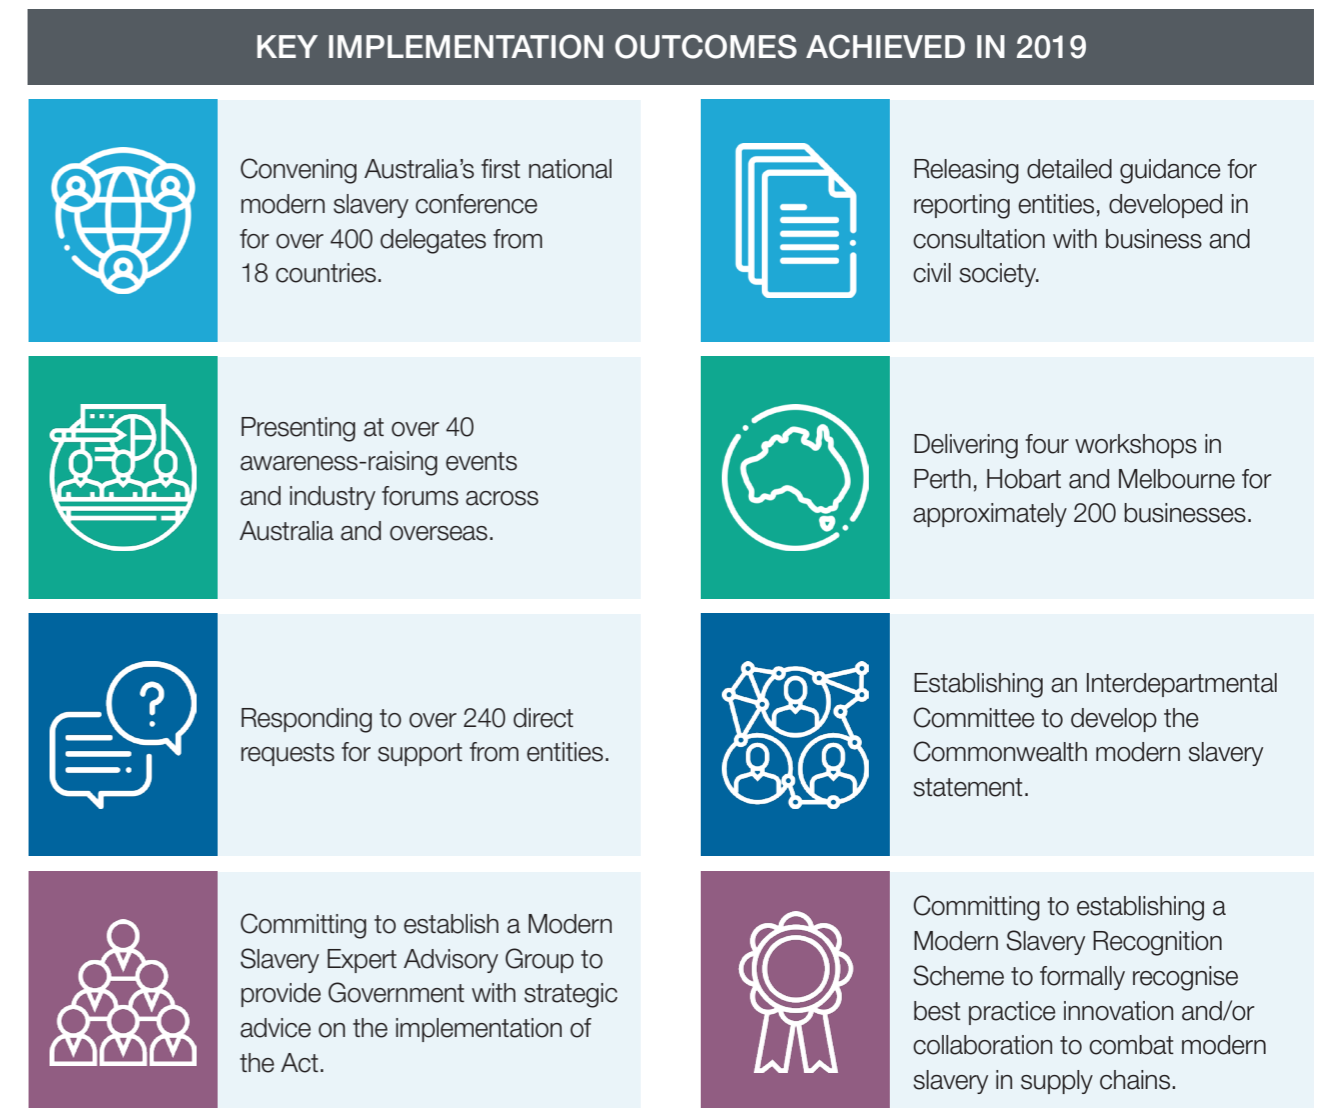 KEY IMPLEMENTATION OUTCOMES ACHIEVED IN 2019
Convening Australia’s first national
modern slavery conference
for over 400 delegates from
18 countries.
Releasing detailed guidance for
reporting entities, developed in
consultation with business and
civil society.
Presenting at over 40
awareness-raising events
and industry forums across
Australia and overseas.
Delivering four workshops in
Perth, Hobart and Melbourne for
approximately 200 businesses.
?
Responding to over 240 direct
requests for support from entities.
Establishing an Interdepartmental
Committee to develop the
Commonwealth modern slavery
statement.
Committing to establish a Modern
Slavery Expert Advisory Group to
provide Government with strategic
advice on the implementation of
the Act.
Committing to establishing a
Modern Slavery Recognition
Scheme to formally recognise
best practice innovation and/or
collaboration to combat modern
slavery in supply chains.